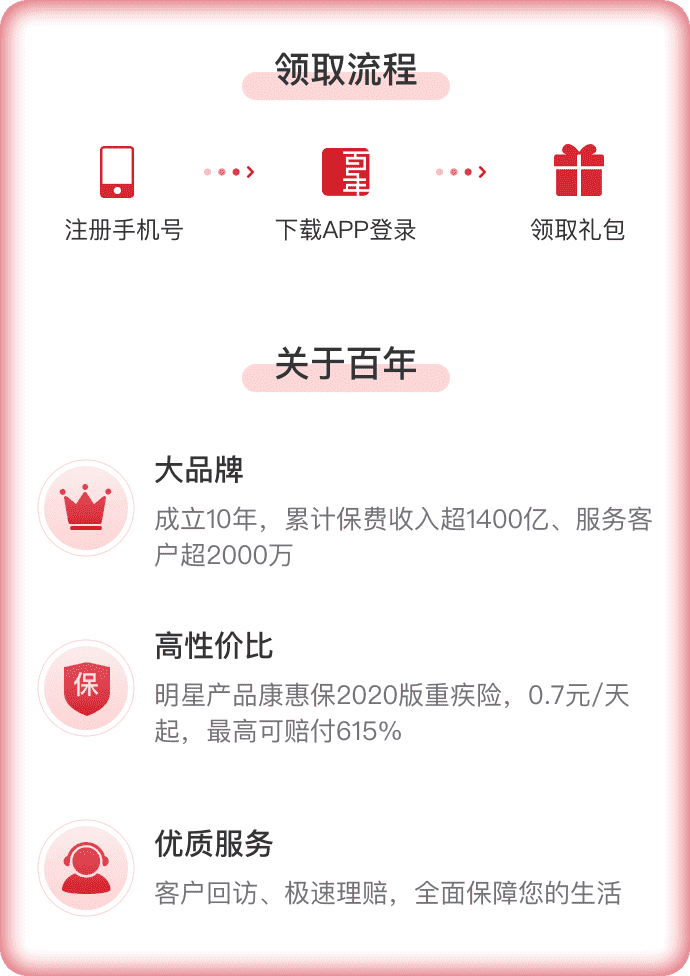 领取流程
百年
注册手机号
下载APP登录
领取礼包
关于百年
大品牌
成立10年，累计保费收入超1400亿、服务客
户超2000万
高性价比
保
明星产品康惠保2020版重疾险，0.7元/天
起，最高可赔付615%
优质服务
客户回访、极速理赔，全面保障您的生活